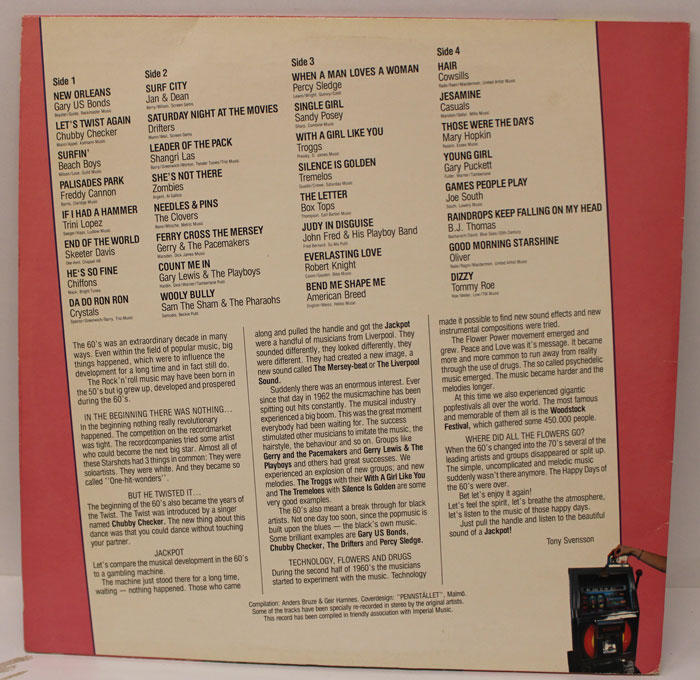 Side 1
NEW ORLEANS
Gary US Bonds
LET'S TWIST AGAIN
Chubby Checker
SURFIN'
Beach Boys
PALISADES PARK
Freddy Cannon
IF I HAD A HAMMER
Trini Lopez
END OF THE WORLD
Skeeter Davis
HE'S SO FINE
Chiffons
DA DO RON RON
Crystals
Side 2
SURF CITY
Jan & Dean
SATURDAY NIGHT AT THE MOVIES
Drifters
LEADER OF THE PACK
Shangri Las
SHE'S NOT THERE
Zombies
NEEDLES & PINS
The Clovers
FERRY CROSS THE MERSEY
Gerry & The Pacemakers
COUNT ME IN
Gary Lewis & The Playboys
WOOLY BULLY
Sam The Sham & The Pharaohs
Side 3
WHEN A MAN LOVES A WOMAN
Percy Sledge
SINGLE GIRL
Sandy Posey
WITH A GIRL LIKE YOU
Troggs
SILENCE IS GOLDEN
Tremelos
THE LETTER
Box Tops
JUDY IN DISGUISE
John Fred & His Playboy Band
EVERLASTING LOVE
Robert Knight
BEND ME SHAPE ME
American Breed
Side 4
HAIR
Cowsills
JESAMINE
Casuals
THOSE WERE THE DAYS
Mary Hopkin
YOUNG GIRL
Gary Puckett
GAMES PEOPLE PLAY
Joe South
RAINDROPS KEEP FALLING ON MY HEAD
B.J. Thomas
GOOD MORNING STARSHINE
Oliver
DIZZY
Tommy Roe
The 60's was an extraordinary decade in many
ways. Even within the field of popular music, big
things happened, which were to influence the
development for a long time and in fact still do.
The Rock'n'roll music may have been born in
the 50's but ig grew up, developed and prospered
during the 60's.
IN THE BEGINNING THERE WAS NOTHING...
In the beginning nothing really revolutionary
happened. The competition on the recordmarket
was tight. The recordcompanies tried some artist
who could become the next big star. Almost all of
these Starshots had 3 things in common: They were
soloartists. They were white. And they became so
called ''One-hit-wonders''.
BUT HE TWISTED IT...
The beginning of the 60's also became the years of
the Twist. The Twist was introduced by a singer
named Chubby Checker. The new thing about this
dance was that you could dance without touching
your partner.
JACKPOT
Let's compare the musical development in the 60's
to a gambling machine.
The machine just stood there for a long time,
waiting — nothing happened. Those who came
along and pulled the handle and got the Jackpot
were a handful of musicians from Liverpool. They
sounded differently, they looked differently, they
were different. They had created a new image, a
new sound called The Mersey-beat or The Liverpool
Sound.
Suddenly there was an enormous interest. Ever
since that day in 1962 the musicmachine has been
spitting out hits constantly. The musical industry
experienced a big boom. This was the great moment
everybody had been waiting for. The success
stimulated other musicians to imitate the music, the
hairstyle, the behaviour and so on. Groups like
Gerry and the Pacemakers and Gerry Lewis & The
Playboys and others had great successes. We
experienced an explosion of new groups; and new
melodies. The Troggs with their With A Girl Like You
and The Tremeloes with Silence Is Golden are some
very good examples.
The 60's also meant a break through for black
artists. Not one day too soon, since the popmusic is
built upon the blues — the black's own music.
Some brilliant examples are Gary US Bonds,
Chubby Checker, The Drifters and Percy Sledge.
TECHNOLOGY, FLOWERS AND DRUGS
During the second half of 1960's the musicians
started to experiment with the music. Technology
made it possible to find new sound effects and new
instrumental compositions were tried.
The Flower Power movement emerged and
grew. Peace and Love was it's message. It became
more and more common to run away from reality
through the use of drugs. The so called psychedelic
music emerged. The music became harder and the
melodies longer.
At this time we also experienced gigantic
popfestivals all over the world. The most famous
and memorable of them all is the Woodstock
Festival, which gathered some 450.000 people.
WHERE DID ALL THE FLOWERS GO?
When the 60's changed into the 70's several of the
leading artists and groups disappeared or split up.
The simple, uncomplicated and melodic music
suddenly wasn't there anymore. The Happy Days of
the 60's were over.
Bet let's enjoy it again!
Let's feel the spirit, let's breathe the atmosphere,
let's listen to the music of those happy days.
Just pull the handle and listen to the beautiful
sound of a Jackpot!
Tony Svensson
Compilation: Anders Bruze & Geir Hamnes. Coverdesign: ''PENNSTÅLLET'', Malmö.
Some of the tracks have been specially re-recorded in stereo by the original artists.
This record has been compiled in friendly association with Imperial Music.